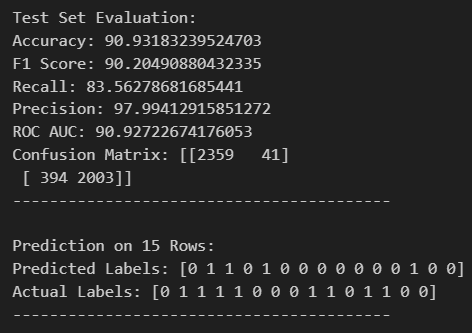 Test Set Evaluation:
Accuracy: 90.93183239524703
F1 Score: 90.20490880432335
Recall: 83.56278681685441
Precision: 97.99412915851272
ROC AUC: 90.92722674176053
Confusion Matrix: [[2359   41]
 [ 394 2003]]
-----------------------------------------
Prediction on 15 Rows:
Predicted Labels: [0 1 1 0 1 0 0 0 0 0 0 0 1 0 0]
Actual Labels: [0 1 1 1 1 0 0 0 1 1 0 1 1 0 0]
-----------------------------------------